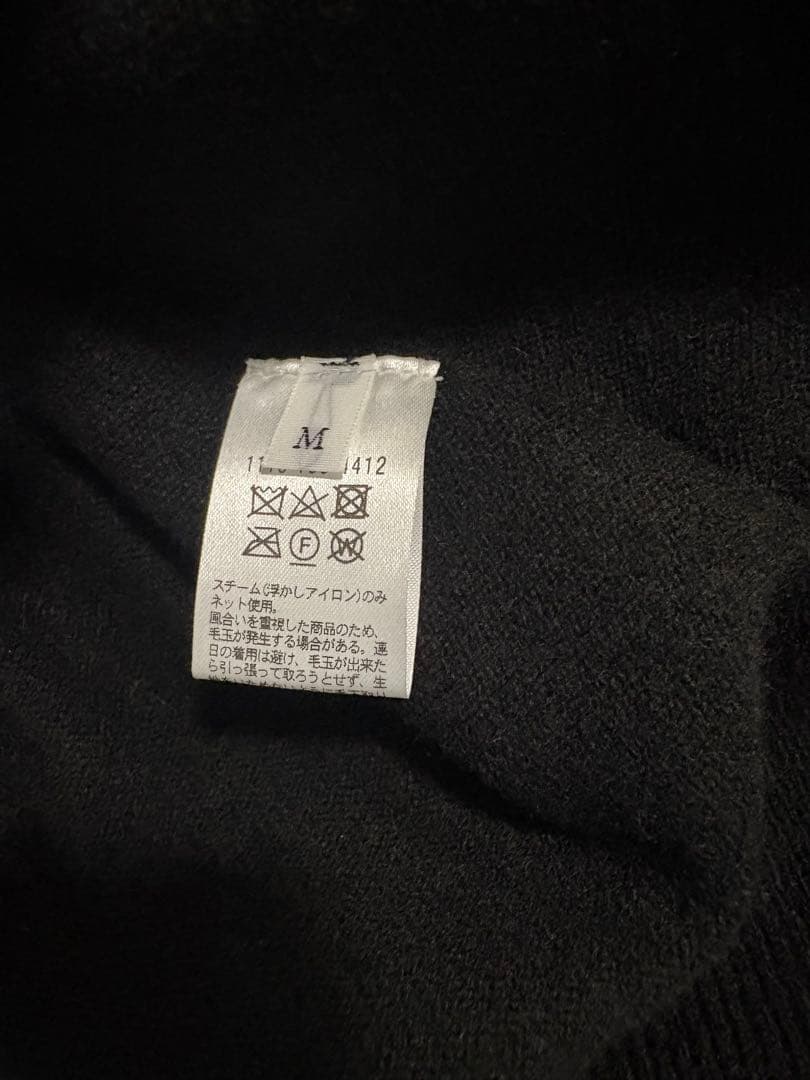 M
1412
F
W
スチーム(浮かしアイロン)のみ
ネット使用。
風合いを重視した商品のため、
毛玉が発生する場合がある。連
日の着用は避け、毛玉が出来た
ら引っ張って取ろうとせず、生